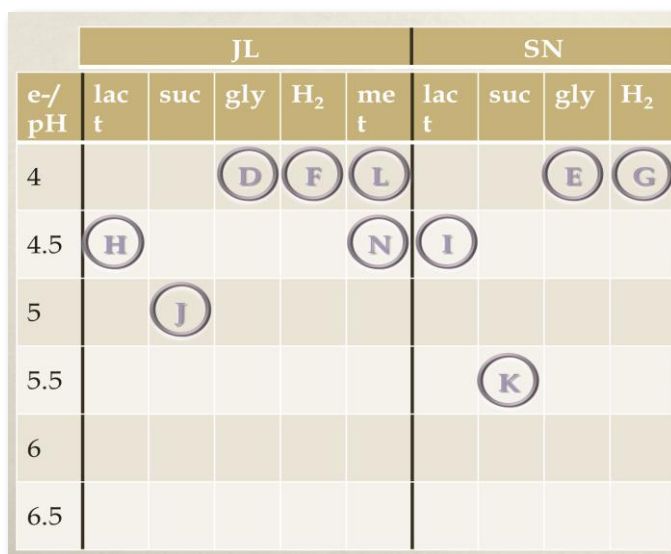 JL SN
e-/ lac suc gly H₂ me lac suc gly H₂
pH t t t
4 D F L E G
4.5 H N I
5 J
5.5 K
6
6.5